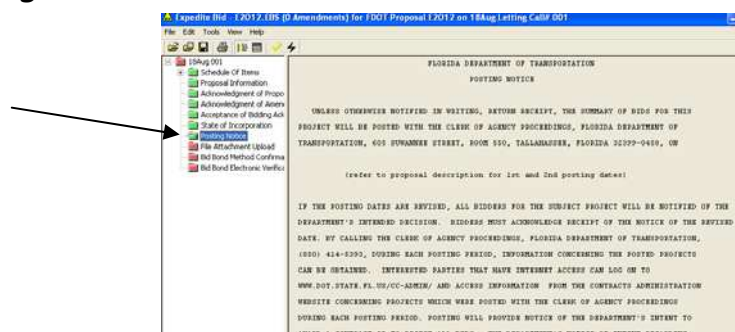 Expedite Bid - E2012.EBS (0 Amendments) for FDOT Proposal E2012 on 18Aug Letting Call# 001
File Edit Tools View Help
18Aug 001
Schedule Of Items
Proposal Information
Acknowledgment of Propo
Acknowledgment of Amen
Acceptance of Bidding Ack
State of Incorporation
Posting Notice
File Attachment Upload
Bid Bond Method Confirma
Bid Bond Electronic Verific
FLORIDA DEPARTMENT OF TRANSPORTATION
POSTING NOTICE
UNLESS OTHERWISE NOTIFIED IN WRITING, RETURN RECEIPT, THE SUMMARY OF BIDS FOR THIS
PROJECT WILL BE POSTED WITH THE CLERK OF AGENCY PROCEEDINGS, FLORIDA DEPARTMENT OF
TRANSPORTATION, 605 SUWANNEE STREET, ROOM 550, TALLAHASSEE, FLORIDA 32399-0458, ON
(refer to proposal description for 1st and 2nd posting dates)
IF THE POSTING DATES ARE REVISED, ALL BIDDERS FOR THE SUBJECT PROJECT WILL BE NOTIFIED OF THE
DEPARTMENT'S INTENDED DECISION. BIDDERS MUST ACKNOWLEDGE RECEIPT OF THE NOTICE OF THE REVISED
DATE. BY CALLING THE CLERK OF AGENCY PROCEEDINGS, FLORIDA DEPARTMENT OF TRANSPORTATION,
(850) 414-5393, DURING EACH POSTING PERIOD, INFORMATION CONCERNING THE POSTED PROJECTS
CAN BE OBTAINED. INTERESTED PARTIES THAT HAVE INTERNET ACCESS CAN LOG ON TO
WWW.DOT.STATE.FL.US/CC-ADMIN/ AND ACCESS INFORMATION FROM THE CONTRACTS ADMINISTRATION
WEBSITE CONCERNING PROJECTS WHICH WERE POSTED WITH THE CLERK OF AGENCY PROCEEDINGS
DURING EACH POSTING PERIOD. POSTING WILL PROVIDE NOTICE OF THE DEPARTMENT'S INTENT TO